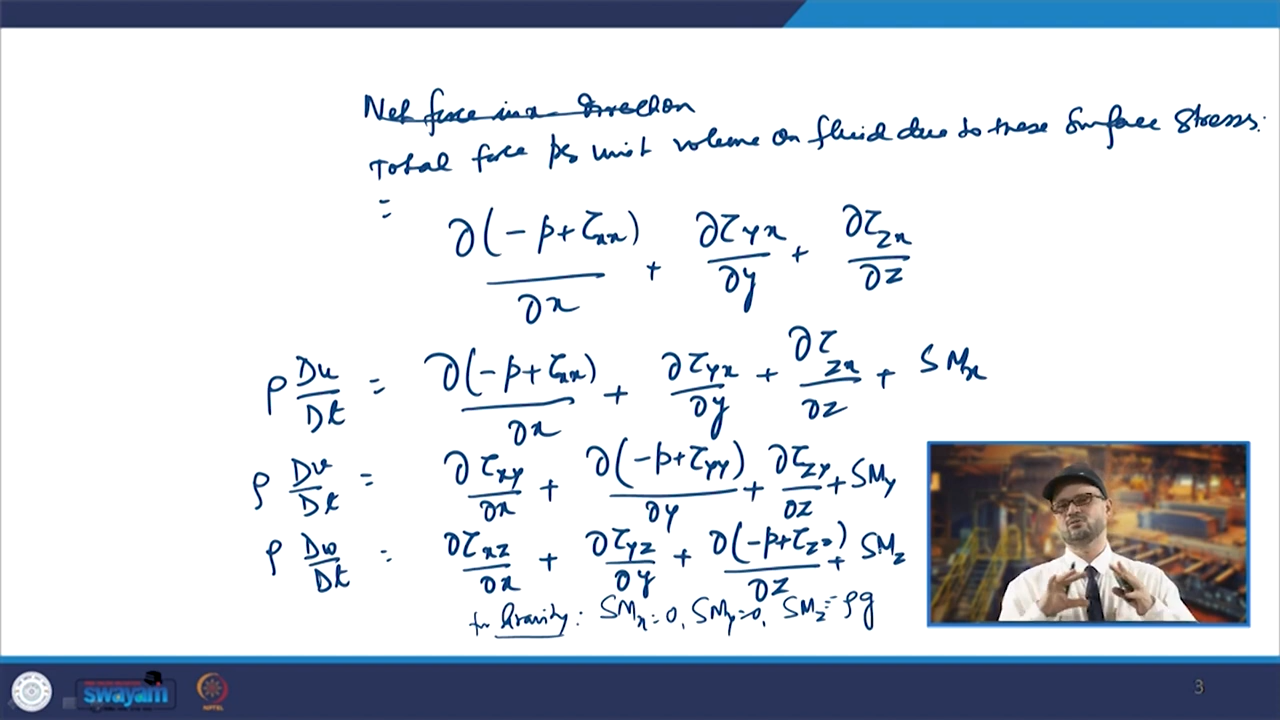 Net force in x-direction
Total force per unit volume on fluid due to these Surface Stresses.
=
∂(-p+τxx)/∂x + ∂τyx/∂y + ∂τzx/∂z
ρ Du/Dt = ∂(-p+τxx)/∂x + ∂τyx/∂y + ∂τzx/∂z + SMx
ρ Dv/Dt = ∂τxy/∂x + ∂(-p+τyy)/∂y + ∂τzy/∂z + SMy
ρ Dw/Dt = ∂τxz/∂x + ∂τyz/∂y + ∂(-p+τzz)/∂z + SMz
for Gravity: SMx=0, SMy=0, SMz=ρg
swayam
3